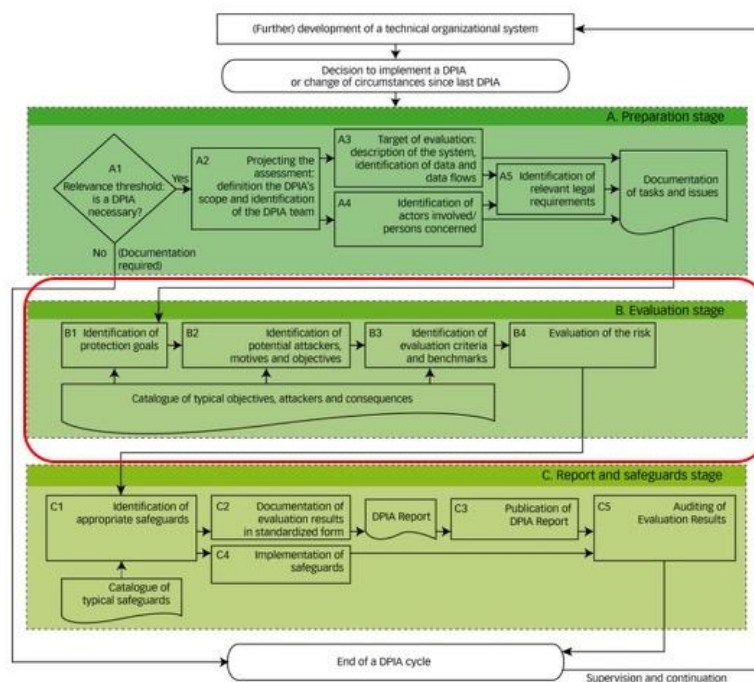 (Further) development of a technical organizational system
Decision to implement a DPIA
or change of circumstances since last DPIA
A. Preparation stage
A1
Relevance threshold:
is a DPIA
necessary?
Yes
No (Documentation
required)
A2 Projecting the
assessment:
definition the DPIA's
scope and identification
of the DPIA team
A3 Target of evaluation:
description of the system,
identification of data and
data flows
A4 Identification of
actors involved/
persons concerned
A5 Identification of
relevant legal
requirements
Documentation
of tasks and issues
B. Evaluation stage
B1 Identification of
protection goals
B2 Identification of
potential attackers,
motives and objectives
B3 Identification of
evaluation criteria
and benchmarks
B4 Evaluation of the risk
Catalogue of typical objectives, attackers and consequences
C. Report and safeguards stage
C1 Identification of
appropriate safeguards
C2 Documentation of
evaluation results
in standardized form
DPIA Report
C3 Publication of
DPIA Report
C5 Auditing of
Evaluation Results
C4 Implementation of
safeguards
Catalogue of
typical safeguards
End of a DPIA cycle
Supervision and continuation